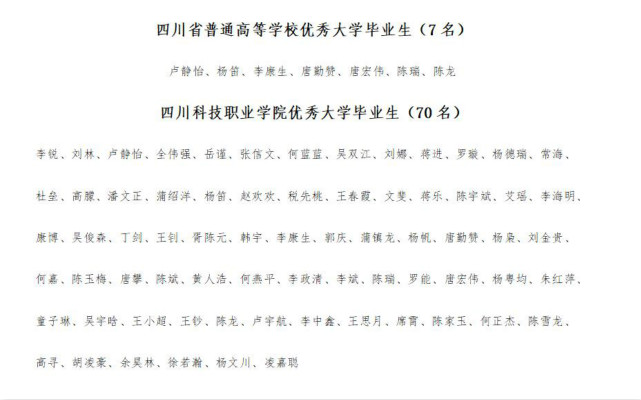 四川省普通高等学校优秀大学毕业生（7 名）
卢静怡、杨笛、李康生、唐勤赞、唐宏伟、陈瑞、陈龙
四川科技职业学院优秀大学毕业生（70 名）
李锐、刘林、卢静怡、全伟强、岳谨、张信文、何蓝蓝、吴双江、刘娜、蒋进、罗璇、杨德瑞、常海、
杜垒、高朦、潘文正、蒲绍洋、杨笛、赵欢欢、税先桃、王春霞、文斐、蒋乐、陈宇斌、艾瑶、李海明、
康博、吴俊森、丁剑、王钊、胥陈元、韩宇、李康生、郭庆、蒲镇龙、杨帆、唐勤赞、杨枭、刘金贵、
何嘉、陈玉梅、唐攀、陈斌、黄人浩、何燕平、李政清、李斌、陈瑞、罗能、唐宏伟、杨粤均、朱红萍、
童子琳、吴宇晗、王小超、王钞、陈龙、卢宇航、李中鑫、王思月、席霄、陈家玉、何正杰、陈雪龙、
高寻、胡凌豪、余昊林、徐若瀚、杨文川、凌嘉聪